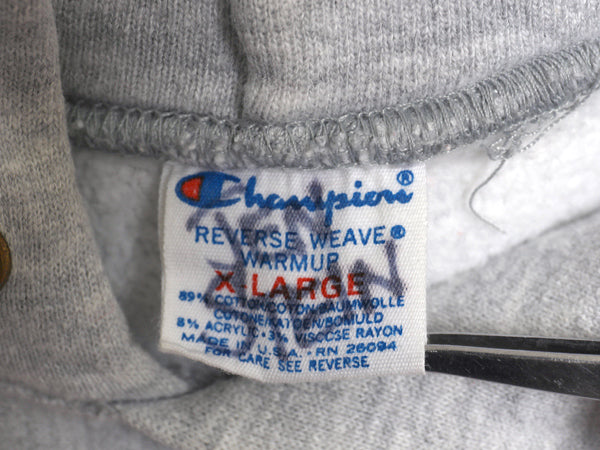 Champion®
REVERSE WEAVE®
WARMUP
X-LARGE
89% COTTON/COTON/BAUMWOLLE
COTONE/KATOEN/BOMULD
8% ACRYLIC • 3% VISCOSE RAYON
MADE IN U.S.A. • RN 26094
FOR CARE SEE REVERSE